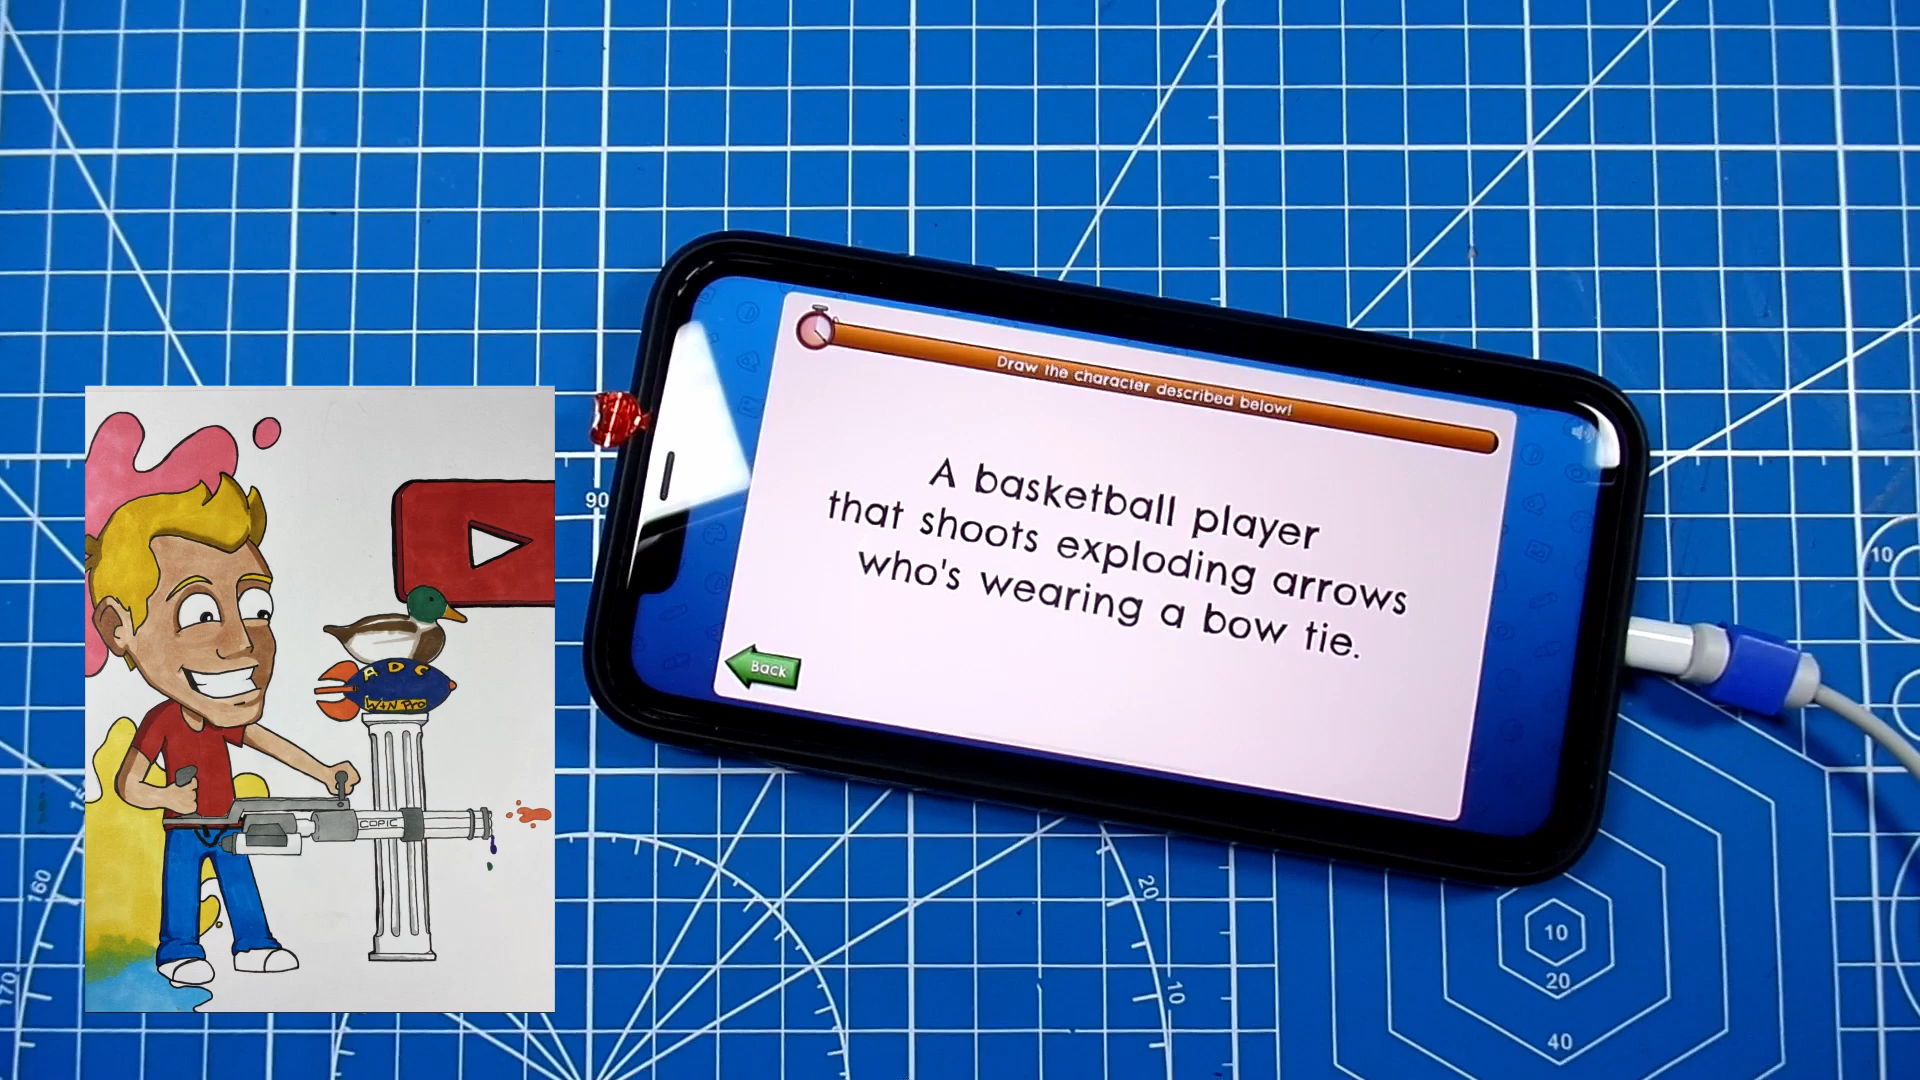 Draw the character described below!
A basketball player
that shoots exploding arrows
who's wearing a bow tie.
Back
ADC
W+N Pro
COPIC
90
10
20
10
160
170
10
20
40